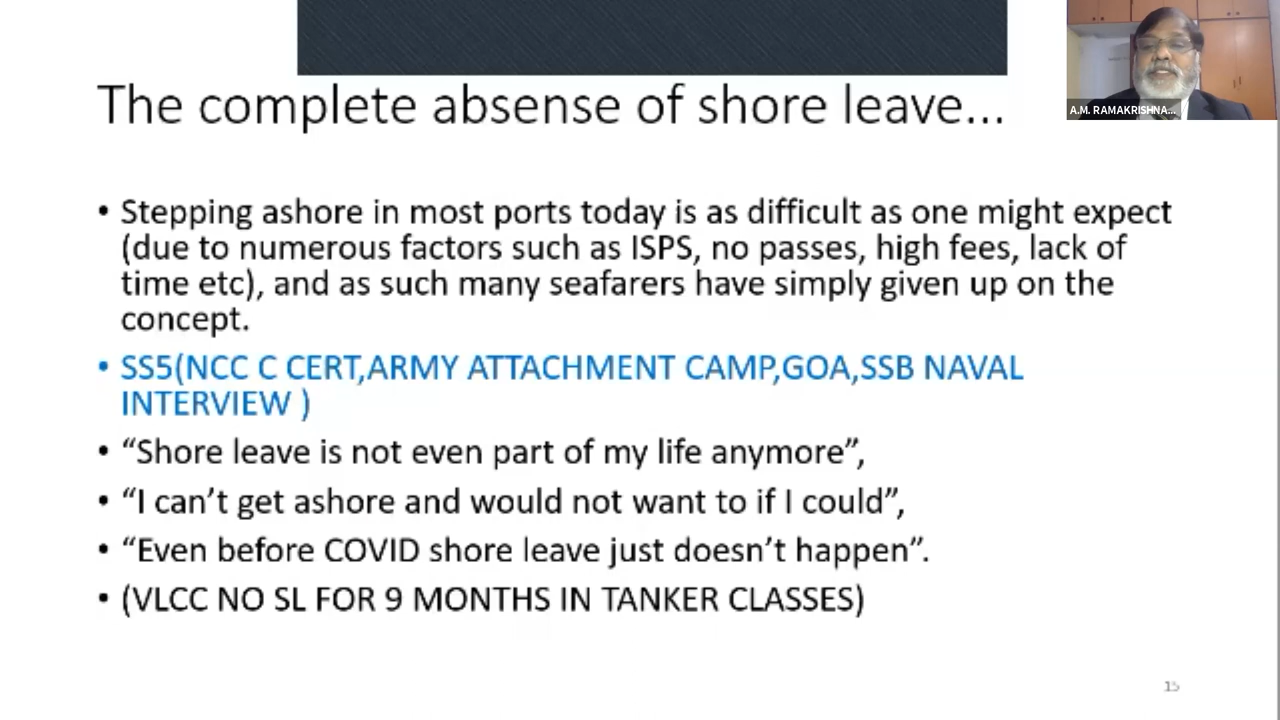 The complete absense of shore leave...
A.M. RAMAKRISHNA...
• Stepping ashore in most ports today is as difficult as one might expect
(due to numerous factors such as ISPS, no passes, high fees, lack of
time etc), and as such many seafarers have simply given up on the
concept.
• SS5(NCC C CERT,ARMY ATTACHMENT CAMP,GOA,SSB NAVAL
INTERVIEW )
• “Shore leave is not even part of my life anymore”,
• “I can’t get ashore and would not want to if I could”,
• “Even before COVID shore leave just doesn’t happen”.
• (VLCC NO SL FOR 9 MONTHS IN TANKER CLASSES)
15